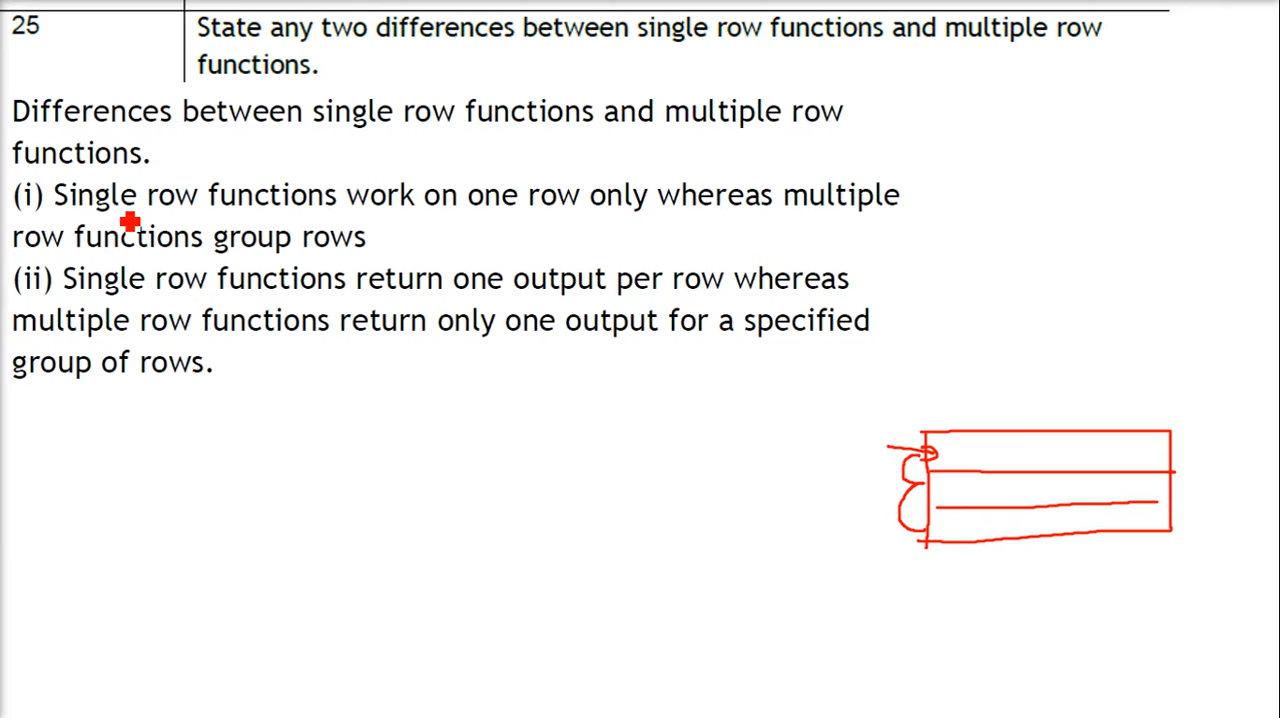 25 State any two differences between single row functions and multiple row
functions.
Differences between single row functions and multiple row
functions.
(i) Single row functions work on one row only whereas multiple
row functions group rows
(ii) Single row functions return one output per row whereas
multiple row functions return only one output for a specified
group of rows.